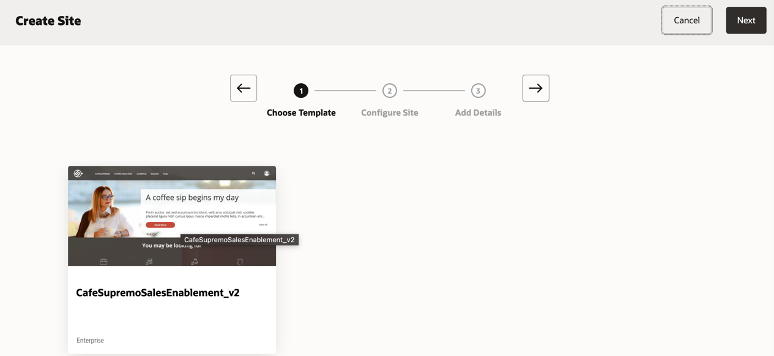 Create Site
Cancel
Next
1
2
3
Choose Template
Configure Site
Add Details
A coffee sip begins my day
CafeSupremoSalesEnablement_v2
You may be looking for
CafeSupremoSalesEnablement_v2
Enterprise